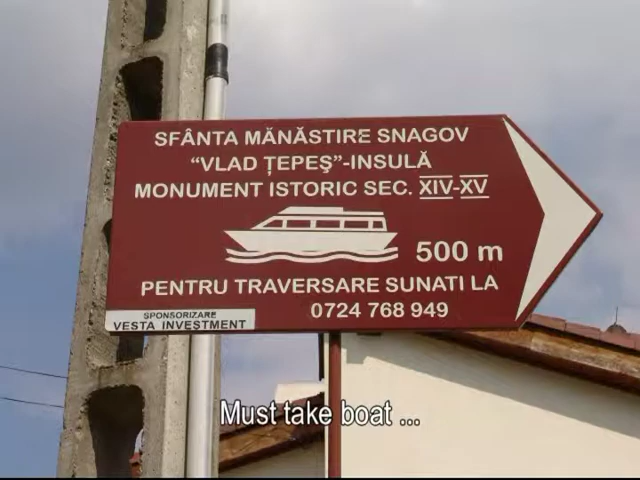 SFÂNTA MĂNĂSTIRE SNAGOV
“VLAD ȚEPEŞ”-INSULĂ
MONUMENT ISTORIC SEC. XIV-XV
500 m
PENTRU TRAVERSARE SUNATI LA
0724 768 949
SPONSORIZARE
VESTA INVESTMENT
Must take boat ...